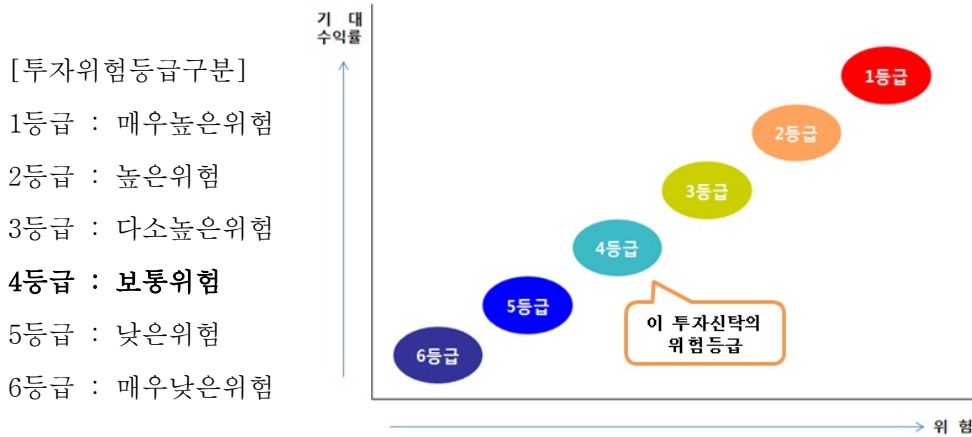 [투자위험등급구분]
1등급 : 매우높은위험
2등급 : 높은위험
3등급 : 다소높은위험
4등급 : 보통위험
5등급 : 낮은위험
6등급 : 매우낮은위험
기 대
수익률
1등급
2등급
3등급
4등급
5등급
6등급
이 투자신탁의
위험등급
위 험